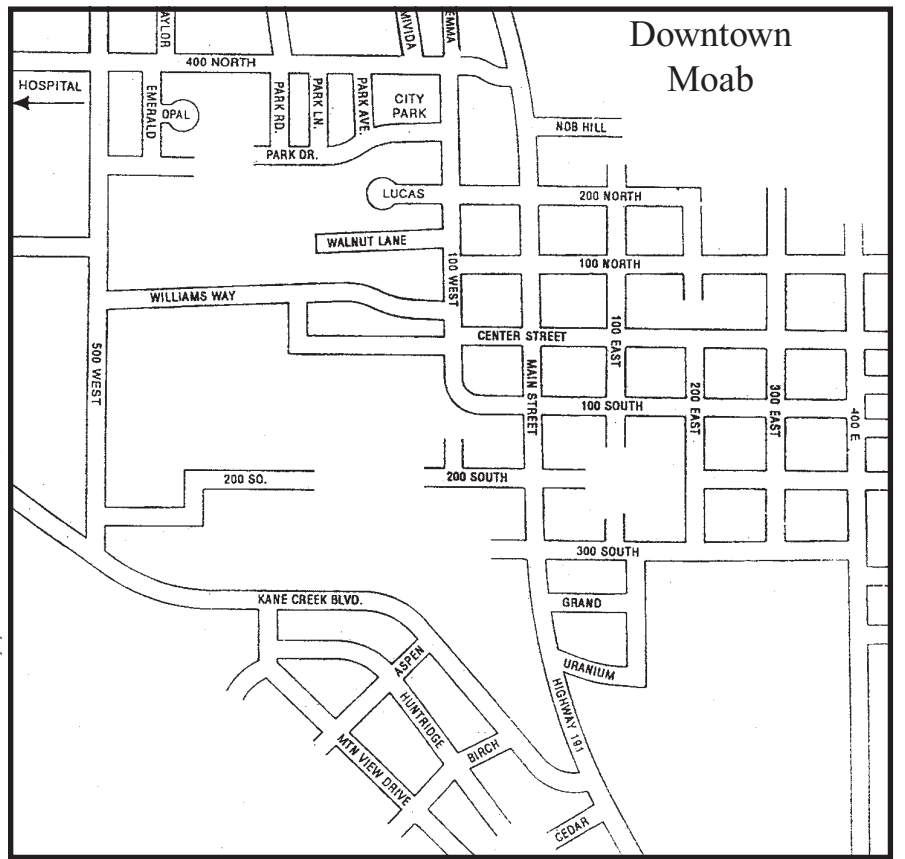 Downtown
Moab
AYLOR
MIVIDA
EMMA
400 NORTH
HOSPITAL
EMERALD
OPAL
PARK RD.
PARK LN.
PARK AVE.
CITY
PARK
NOB HILL
PARK DR.
LUCAS
200 NORTH
WALNUT LANE
100 WEST
100 NORTH
WILLIAMS WAY
CENTER STREET
100 EAST
500 WEST
MAIN STREET
200 EAST
300 EAST
100 SOUTH
400 E
200 SO.
200 SOUTH
300 SOUTH
KANE CREEK BLVD.
GRAND
ASPEN
URANIUM
HUNTRIDGE
HIGHWAY 191
BIRCH
MTN VIEW DRIVE
CEDAR